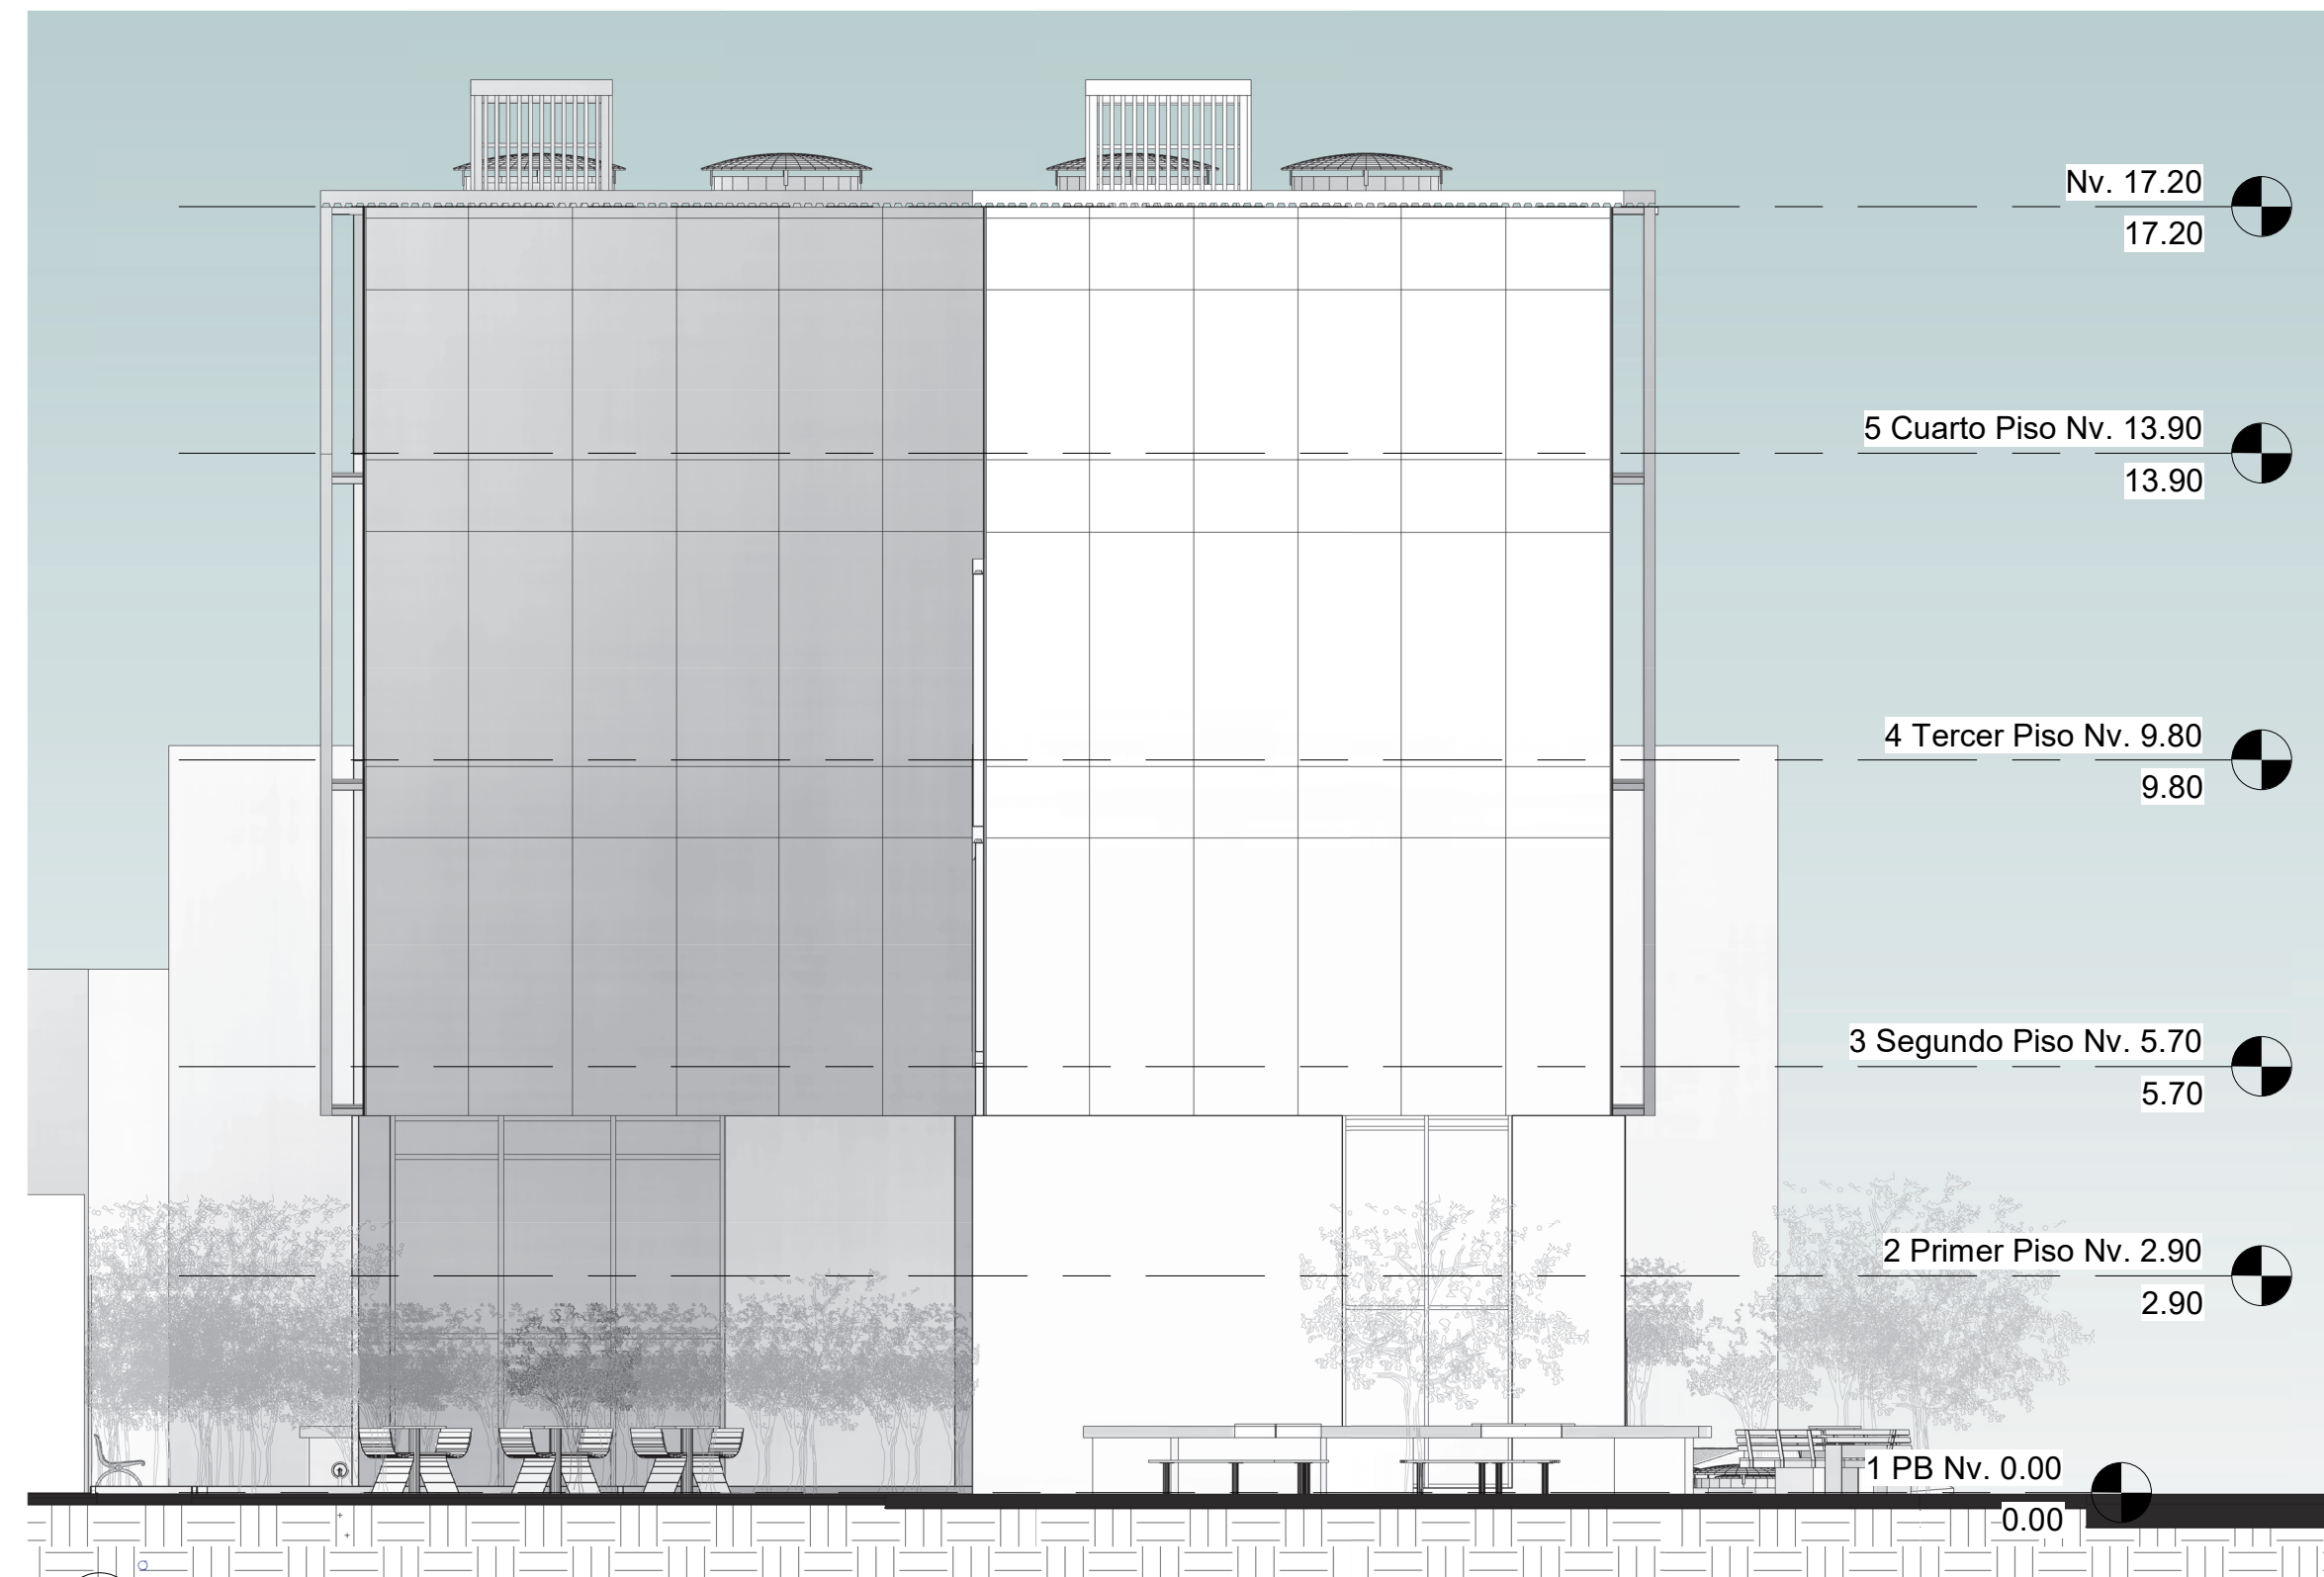 Nv. 17.20
17.20
5 Cuarto Piso Nv. 13.90
13.90
4 Tercer Piso Nv. 9.80
9.80
3 Segundo Piso Nv. 5.70
5.70
2 Primer Piso Nv. 2.90
2.90
1 PB Nv. 0.00
0.00